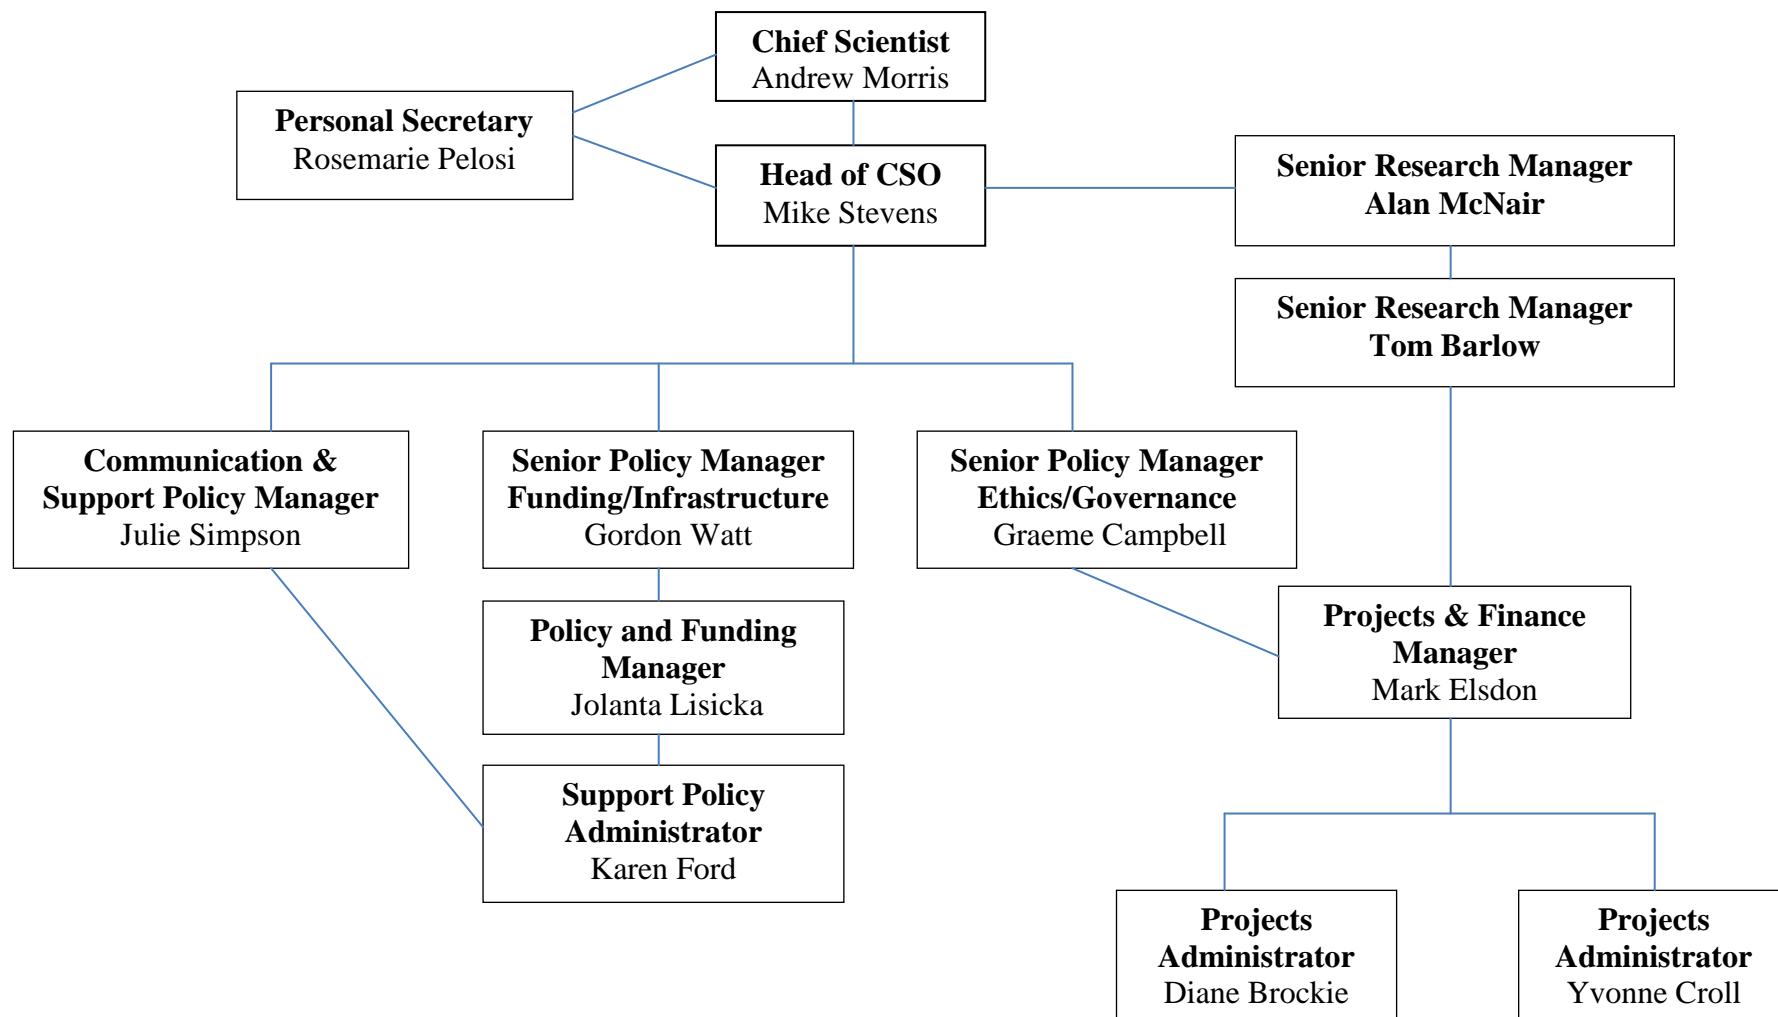 Chief Scientist
Andrew Morris
Personal Secretary
Rosemarie Pelosi
Head of CSO
Mike Stevens
Senior Research Manager
Alan McNair
Senior Research Manager
Tom Barlow
Communication &
Support Policy Manager
Julie Simpson
Senior Policy Manager
Funding/Infrastructure
Gordon Watt
Senior Policy Manager
Ethics/Governance
Graeme Campbell
Policy and Funding
Manager
Jolanta Lisicka
Projects & Finance
Manager
Mark Elsdon
Support Policy
Administrator
Karen Ford
Projects
Administrator
Diane Brockie
Projects
Administrator
Yvonne Croll